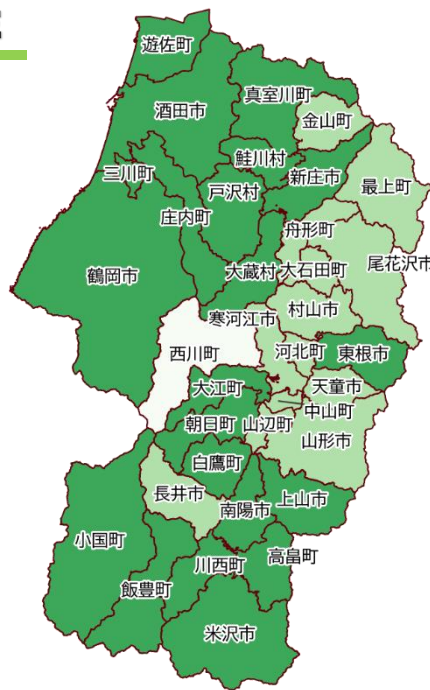 遊佐町
酒田市
真室川町
金山町
鮭川村
三川町
戸沢村
新庄市
最上町
庄内町
舟形町
鶴岡市
大蔵村
大石田町
尾花沢市
寒河江市
村山市
西川町
河北町
東根市
大江町
天童市
中山町
朝日町
山辺町
山形市
白鷹町
長井市
南陽市
上山市
小国町
川西町
高畠町
飯豊町
米沢市